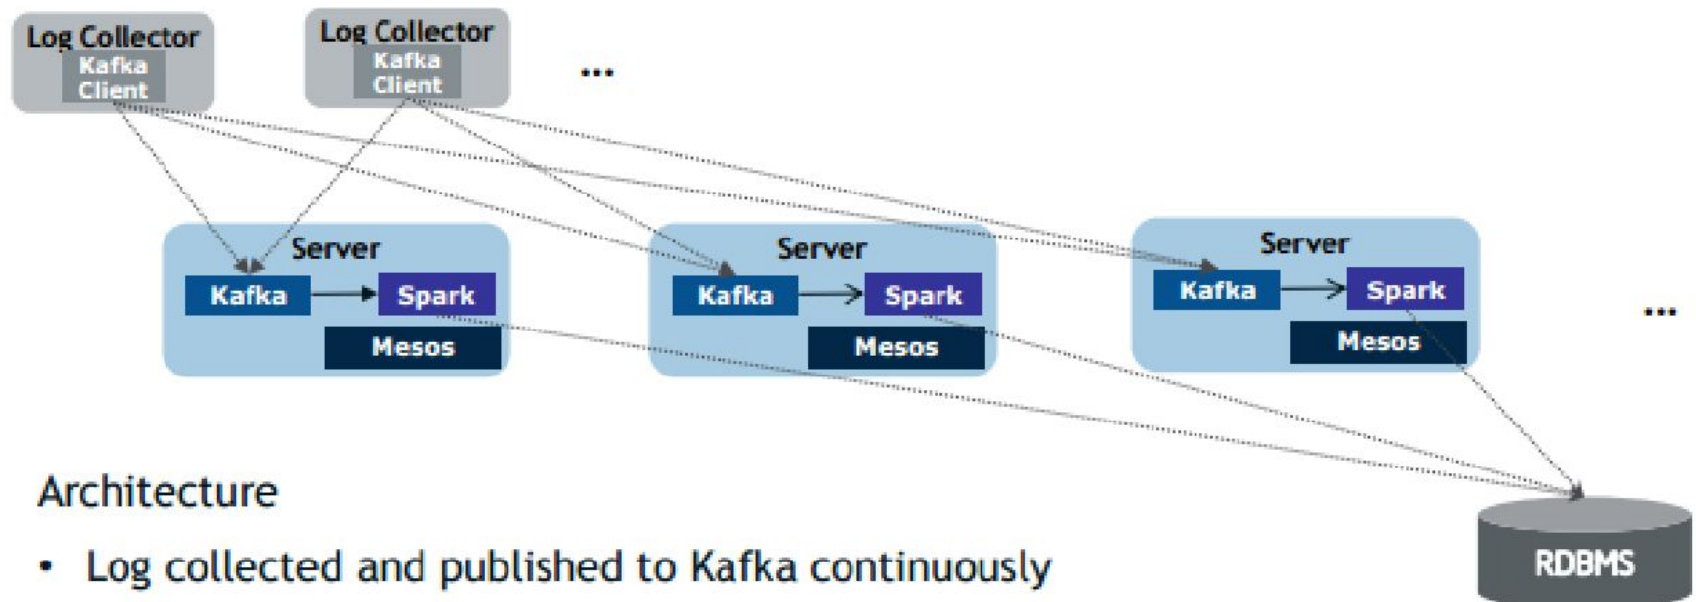 Log Collector
Kafka
Client
Log Collector
Kafka
Client
...
Server
Kafka
Spark
Mesos
Server
Kafka
Spark
Mesos
Server
Kafka
Spark
Mesos
...
RDBMS
Architecture
• Log collected and published to Kafka continuously